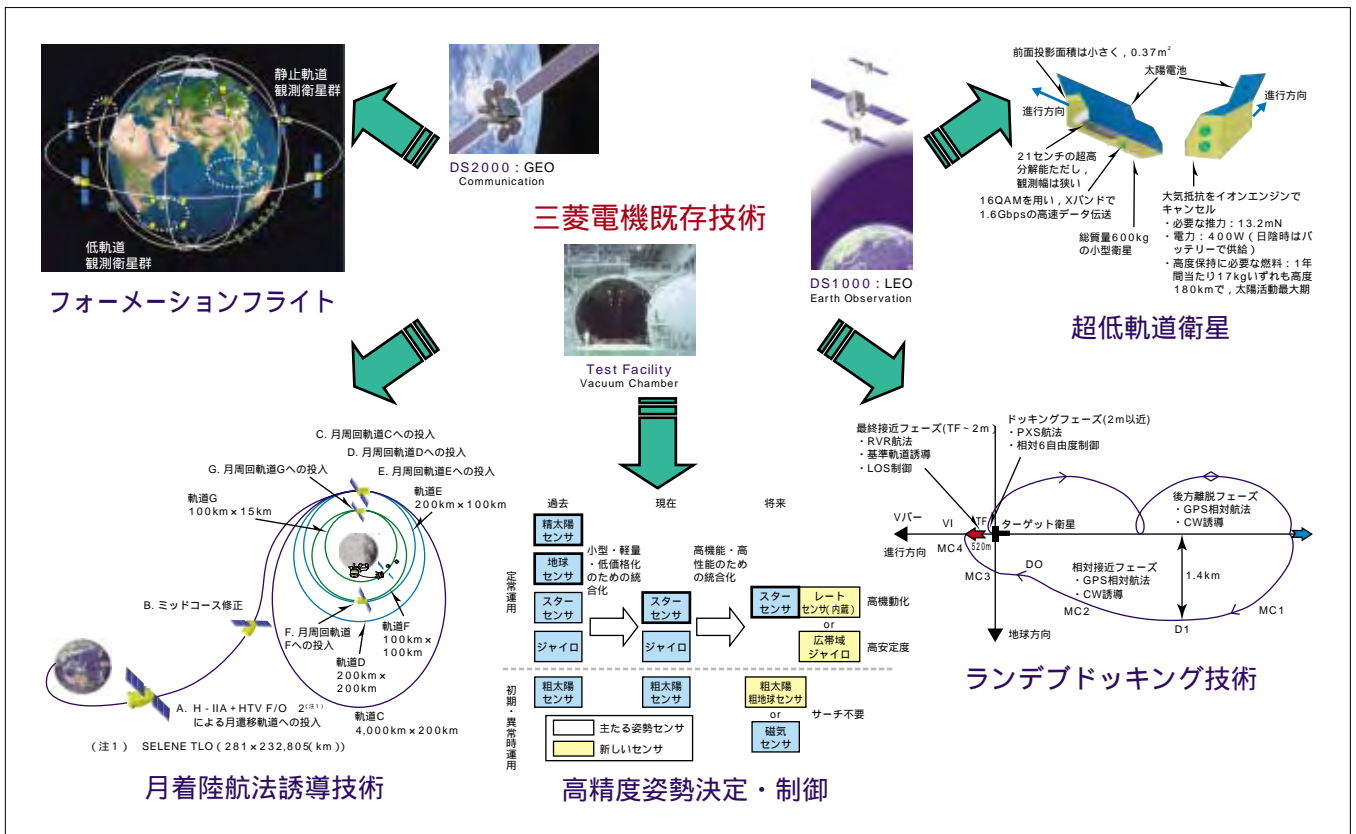 静止軌道
観測衛星群
低軌道
観測衛星群
フォーメーションフライト
DS2000：GEO
Communication
三菱電機既存技術
Test Facility
Vacuum Chamber
DS1000：LEO
Earth Observation
前面投影面積は小さく，0.37m²
太陽電池
進行方向
進行方向
21センチの超高
分解能ただし，
観測幅は狭い
16QAMを用い，Xバンドで
1.6Gbpsの高速データ伝送
総質量600kg
の小型衛星
大気抵抗をイオンエンジンで
キャンセル
・必要な推力：13.2mN
・電力：400W（日陰時はバ
ッテリーで供給）
・高度保持に必要な燃料：1年
間当たり17kgいずれも高度
180kmで，太陽活動最大期
超低軌道衛星
C. 月周回軌道Cへの投入
D. 月周回軌道Dへの投入
G. 月周回軌道Gへの投入
E. 月周回軌道Eへの投入
軌道G
100km×15km
軌道E
200km×100km
B. ミッドコース修正
F. 月周回軌道
Fへの投入
軌道F
100km×
100km
軌道D
200km×
200km
A. H-IIA+HTV F/O 2(注1)
による月遷移軌道への投入
軌道C
4,000km×200km
(注1) SELENE TLO(281×232,805(km))
月着陸航法誘導技術
過去
現在
将来
定常運用
精太陽
センサ
地球
センサ
スター
センサ
ジャイロ
小型・軽量
・低価格化
のための統
合化
スター
センサ
ジャイロ
高機能・高
性能のため
の統合化
スター
センサ
レート
センサ(内蔵)
高機動化
or
広帯域
ジャイロ
高安定度
初期・異常時運用
粗太陽
センサ
粗太陽
センサ
粗太陽
粗地球センサ
or
サーチ不要
磁気
センサ
主たる姿勢センサ
新しいセンサ
高精度姿勢決定・制御
最終接近フェーズ(TF~2m)
・RVR航法
・基準軌道誘導
・LOS制御
ドッキングフェーズ(2m以近)
・PXS航法
・相対6自由度制御
後方離脱フェーズ
・GPS相対航法
・CW誘導
Vバー
VI
TF
ターゲット衛星
進行方向
MC4
520m
MC3
DO
相対接近フェーズ
・GPS相対航法
・CW誘導
1.4km
MC2
MC1
D1
地球方向
ランデブドッキング技術